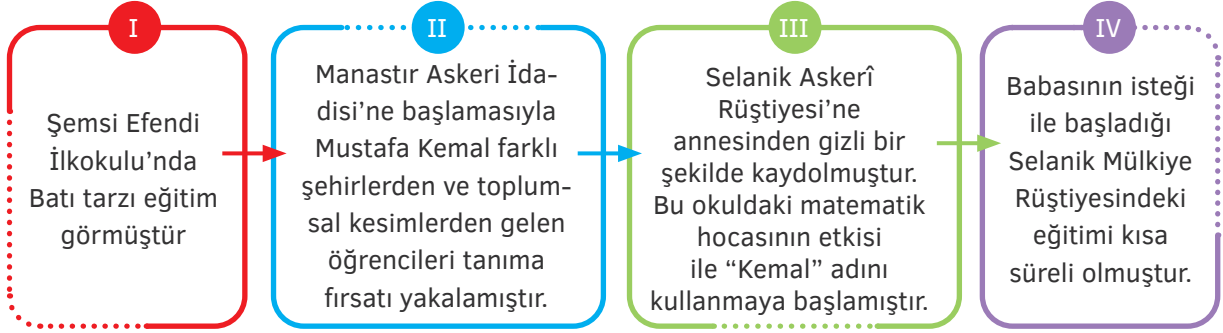 I
Şemsi Efendi
İlkokulu’nda
Batı tarzı eğitim
görmüştür
II
Manastır Askeri İda-
disi’ne başlamasıyla
Mustafa Kemal farklı
şehirlerden ve toplum-
sal kesimlerden gelen
öğrencileri tanıma
fırsatı yakalamıştır.
III
Selanik Askerî
Rüştiyesi’ne
annesinden gizli bir
şekilde kaydolmuştur.
Bu okuldaki matematik
hocasının etkisi
ile “Kemal” adını
kullanmaya başlamıştır.
IV
Babasının isteği
ile başladığı
Selanik Mülkiye
Rüştiyesindeki
eğitimi kısa
süreli olmuştur.